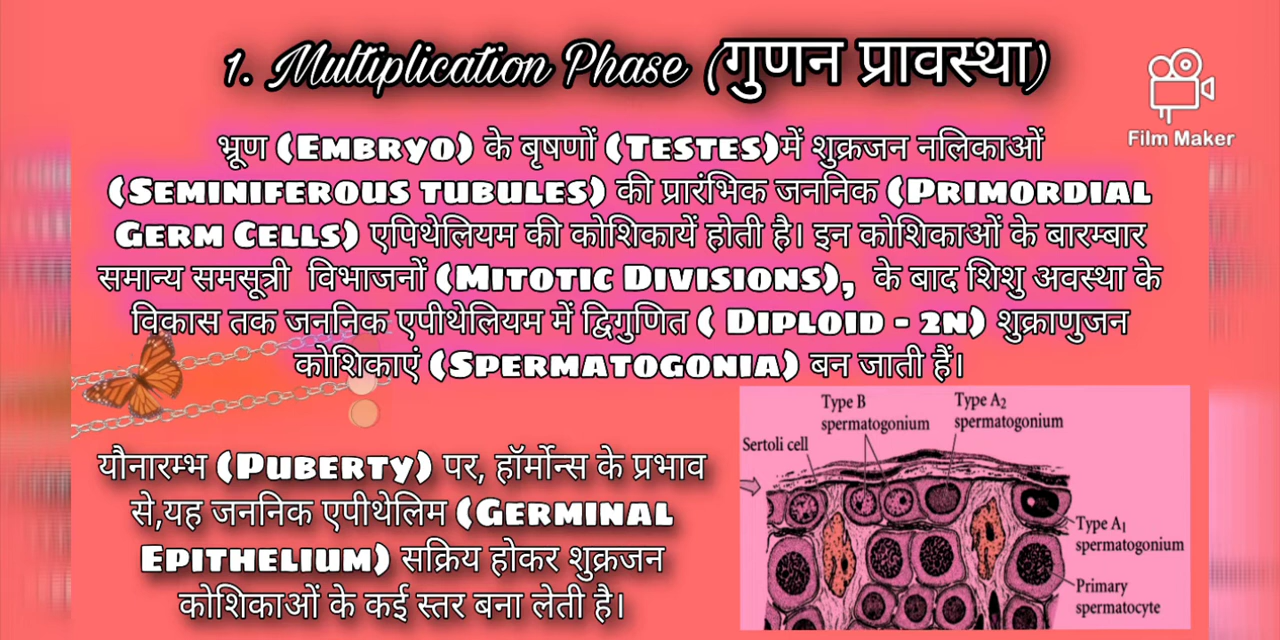 1. Multiplication Phase (गुणन प्रावस्था)
Film Maker
भ्रूण (Embryo) के बृषणों (Testes)में शुक्रजन नलिकाओं
(Seminiferous tubules) की प्रारंभिक जननिक (Primordial
Germ Cells) एपिथेलियम की कोशिकायें होती है। इन कोशिकाओं के बारम्बार
समान्य समसूत्री विभाजनों (Mitotic Divisions), के बाद शिशु अवस्था के
विकास तक जननिक एपीथेलियम में द्विगुणित ( Diploid - 2n) शुक्राणुजन
कोशिकाएं (Spermatogonia) बन जाती हैं।
यौनारम्भ (Puberty) पर, हॉर्मोन्स के प्रभाव
से,यह जननिक एपीथेलिम (Germinal
Epithelium) सक्रिय होकर शुक्रजन
कोशिकाओं के कई स्तर बना लेती है।
Type B
spermatogonium
Type A2
spermatogonium
Sertoli cell
Type A1
spermatogonium
Primary
spermatocyte